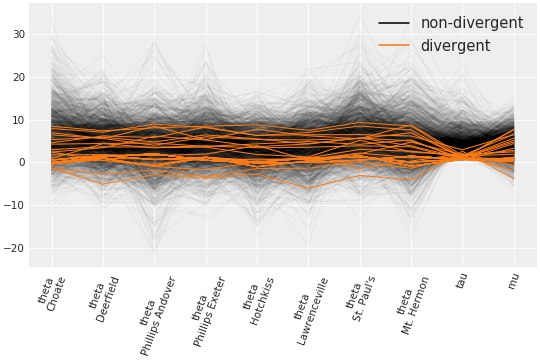 non-divergent
divergent
30
20
10
0
−10
−20
theta
Choate
theta
Deerfield
theta
Phillips Andover
theta
Phillips Exeter
theta
Hotchkiss
theta
Lawrenceville
theta
St. Paul's
theta
Mt. Hermon
tau
mu